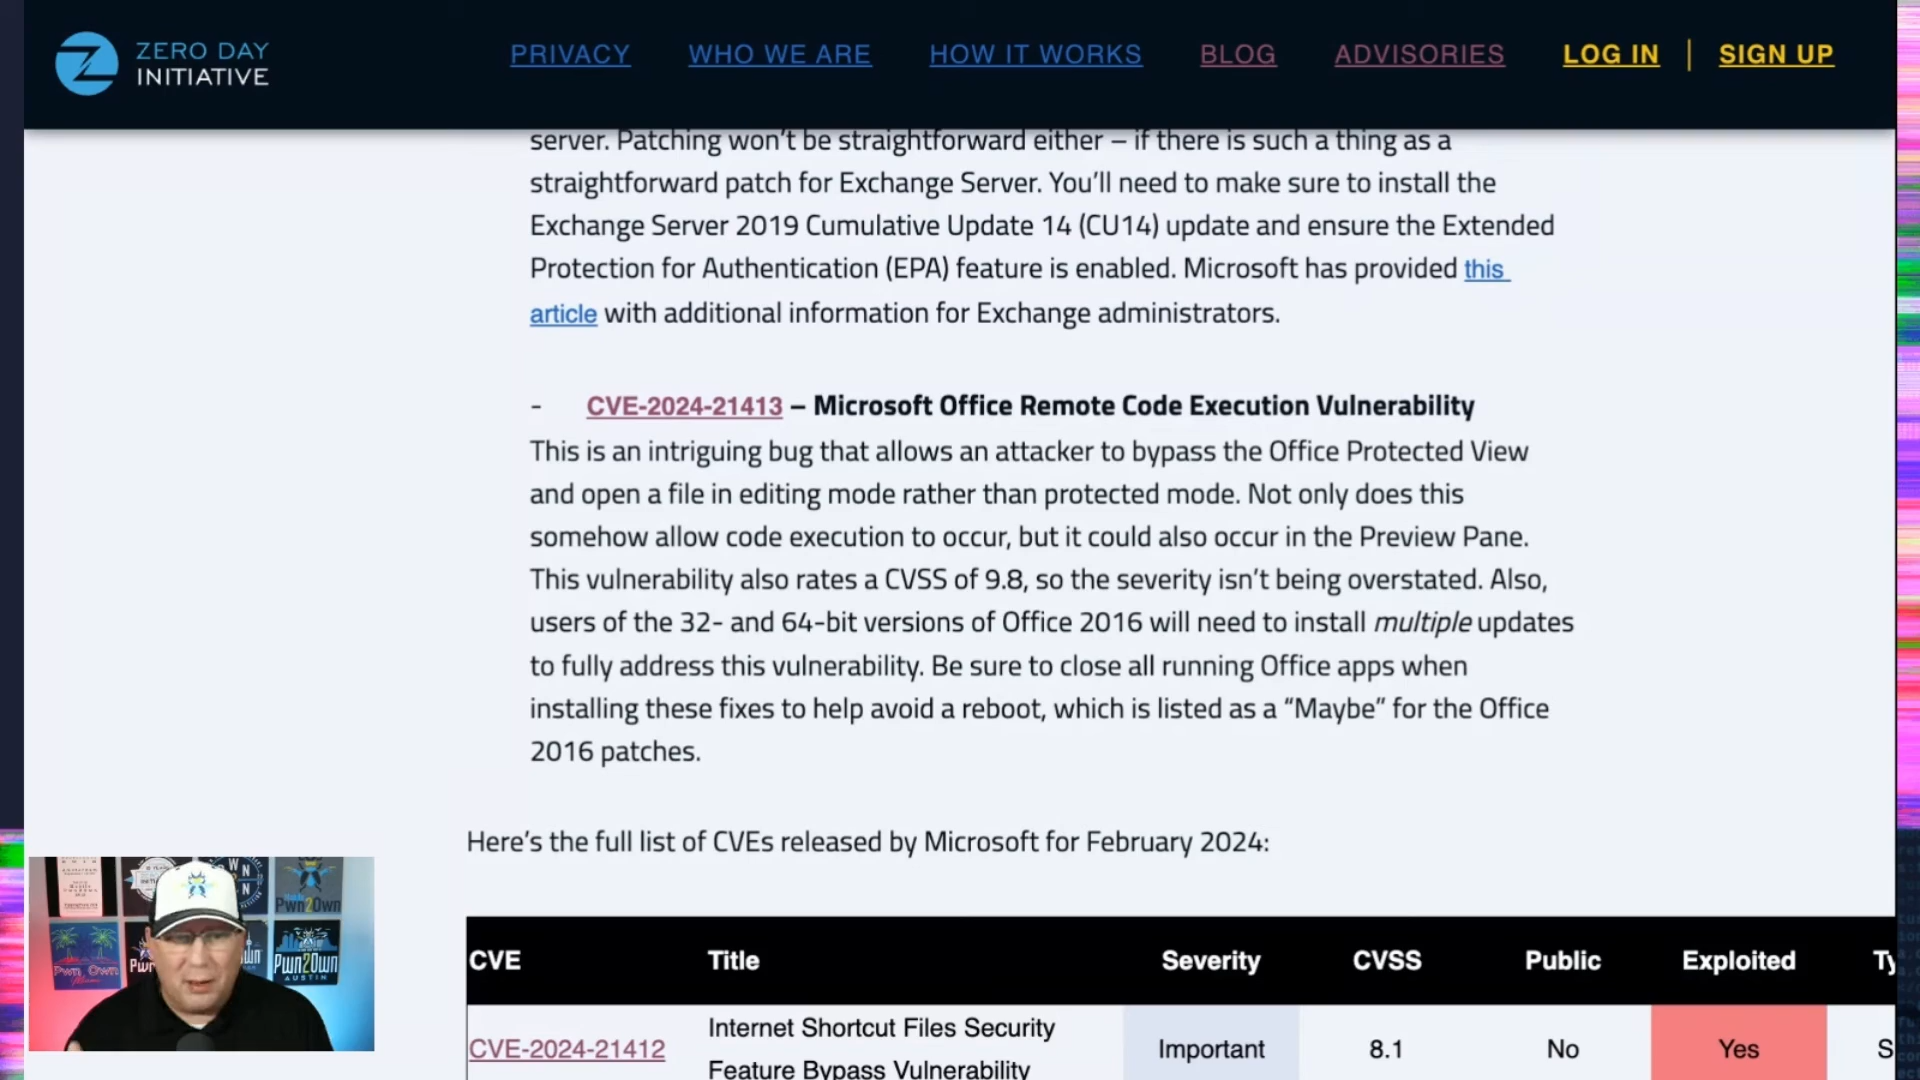 ZERO DAY
INITIATIVE
PRIVACY
WHO WE ARE
HOW IT WORKS
BLOG
ADVISORIES
LOG IN
SIGN UP
server. Patching won’t be straightforward either – if there is such a thing as a
straightforward patch for Exchange Server. You’ll need to make sure to install the
Exchange Server 2019 Cumulative Update 14 (CU14) update and ensure the Extended
Protection for Authentication (EPA) feature is enabled. Microsoft has provided this
article with additional information for Exchange administrators.
- CVE-2024-21413 – Microsoft Office Remote Code Execution Vulnerability
This is an intriguing bug that allows an attacker to bypass the Office Protected View
and open a file in editing mode rather than protected mode. Not only does this
somehow allow code execution to occur, but it could also occur in the Preview Pane.
This vulnerability also rates a CVSS of 9.8, so the severity isn’t being overstated. Also,
users of the 32- and 64-bit versions of Office 2016 will need to install multiple updates
to fully address this vulnerability. Be sure to close all running Office apps when
installing these fixes to help avoid a reboot, which is listed as a “Maybe” for the Office
2016 patches.
Here’s the full list of CVEs released by Microsoft for February 2024:
CVE Title Severity CVSS Public Exploited Ty
CVE-2024-21412
Internet Shortcut Files Security
Feature Bypass Vulnerability
Important
8.1
No
Yes
S
Pwn2Own
Pwn2Own
AUSTIN